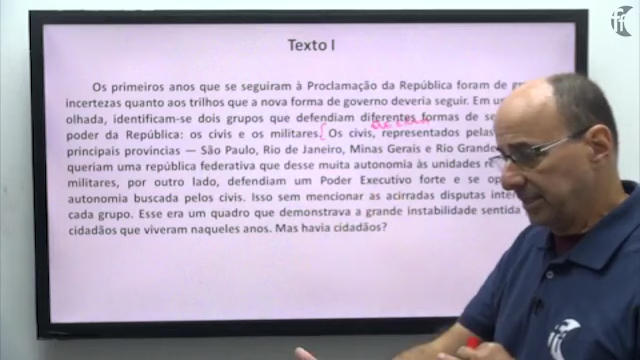 Texto I
Os primeiros anos que se seguiram à Proclamação da República foram de
incertezas quanto aos trilhos que a nova forma de governo deveria seguir. Em
olhada, identificam-se dois grupos que defendiam diferentes formas de
poder da República: os civis e os militares. Os civis, representados pelas
principais províncias — São Paulo, Rio de Janeiro, Minas Gerais e Rio Grande
queriam uma república federativa que desse muita autonomia às unidades
militares, por outro lado, defendiam um Poder Executivo forte e se
autonomia buscada pelos civis. Isso sem mencionar as acirradas disputas
cada grupo. Esse era um quadro que demonstrava a grande instabilidade sentida
cidadãos que viveram naqueles anos. Mas havia cidadãos?